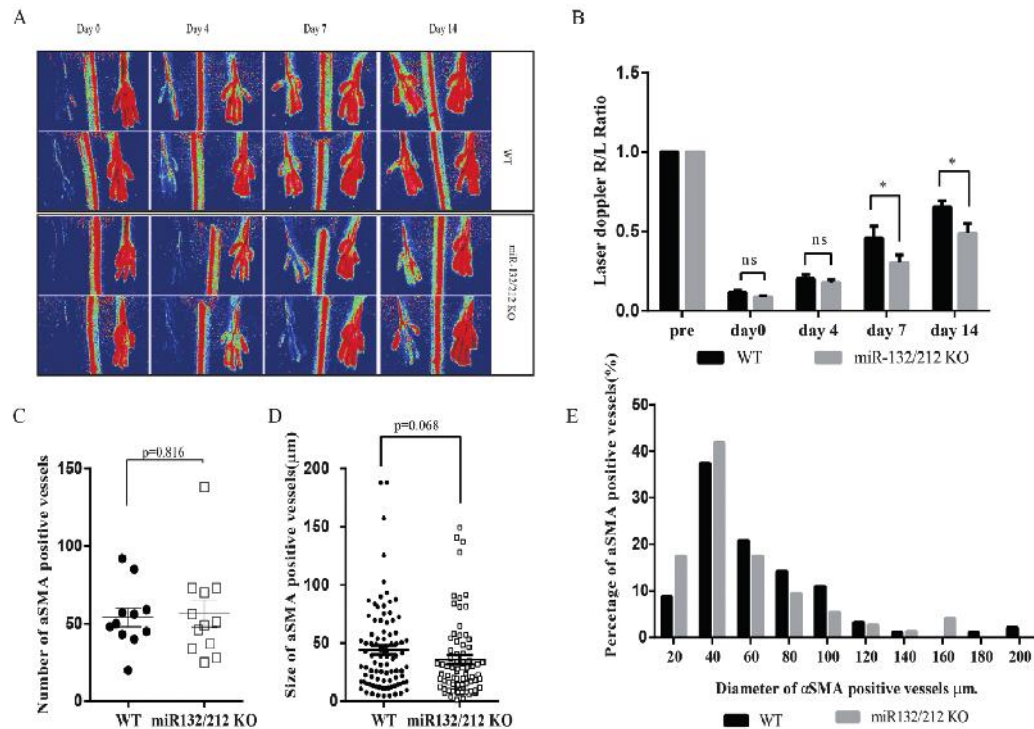 A
Day 0 Day 4 Day 7 Day 14
WT
miR-132/212 KO
B
Laser doppler R/L Ratio
1.5
1.0
0.5
0.0
ns
ns
*
*
pre day0 day 4 day 7 day 14
WT miR-132/212 KO
C
Number of aSMA positive vessels
p=0.816
150
100
50
0
WT miR132/212 KO
D
Size of aSMA positive vessels(μm)
p=0.068
200
150
100
50
0
WT miR132/212 KO
E
Percentage of aSMA positive vessels(%)
50
40
30
20
10
0
20 40 60 80 100 120 140 160 180 200
Diameter of αSMA positive vessels μm.
WT miR-132/212 KO